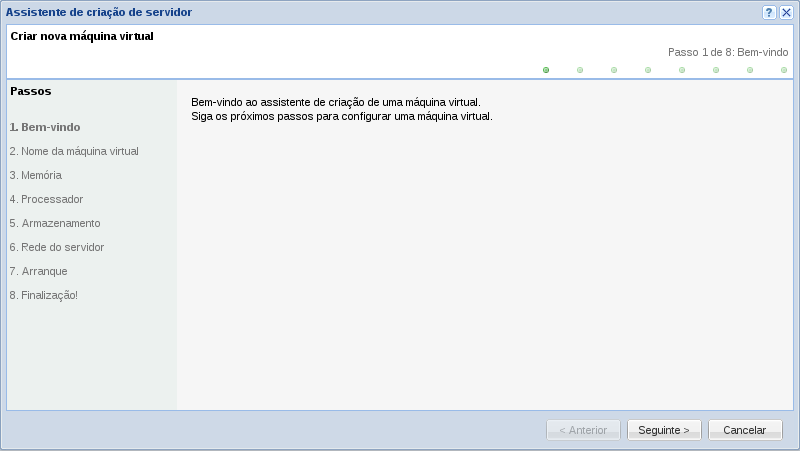 Assistente de criação de servidor
?
Criar nova máquina virtual
Passo 1 de 8: Bem-vindo
Passos
1. Bem-vindo
2. Nome da máquina virtual
3. Memória
4. Processador
5. Armazenamento
6. Rede do servidor
7. Arranque
8. Finalização!
Bem-vindo ao assistente de criação de uma máquina virtual.
Siga os próximos passos para configurar uma máquina virtual.
< Anterior
Seguinte >
Cancelar